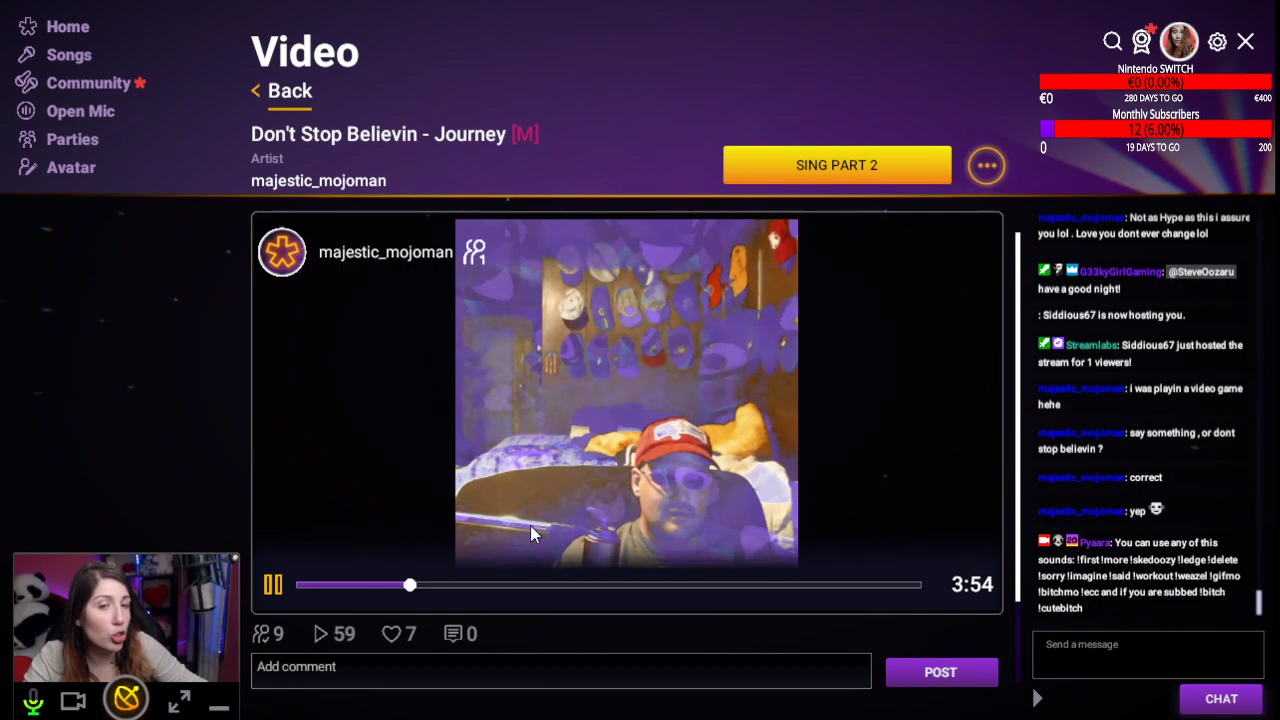 Home
Songs
Community
Open Mic
Parties
Avatar
Video
< Back
Don't Stop Believin - Journey [M]
Artist
majestic_mojoman
SING PART 2
majestic_mojoman
3:54
9 59 7 0
Add comment
POST
Nintendo SWITCH
€0 (0.00%)
€0 280 DAYS TO GO €400
Monthly Subscribers
12 (6.00%)
0 19 DAYS TO GO 200
majestic_mojoman: Not as Hype as this i assure
you lol . Love you dont ever change lol
G33kyGirlGaming: @SteveOozaru
have a good night!
: Siddious67 is now hosting you.
Streamlabs: Siddious67 just hosted the
stream for 1 viewers!
majestic_mojoman: i was playin a video game
hehe
majestic_mojoman: say something , or dont
stop believin ?
majestic_mojoman: correct
majestic_mojoman: yep
Pyaara: You can use any of this
sounds: !first !more !skedoozy !ledge !delete
!sorry !imagine !said !workout !weazel !gifmo
!bitchmo !ecc and if you are subbed !bitch
!cutebitch
Send a message
CHAT